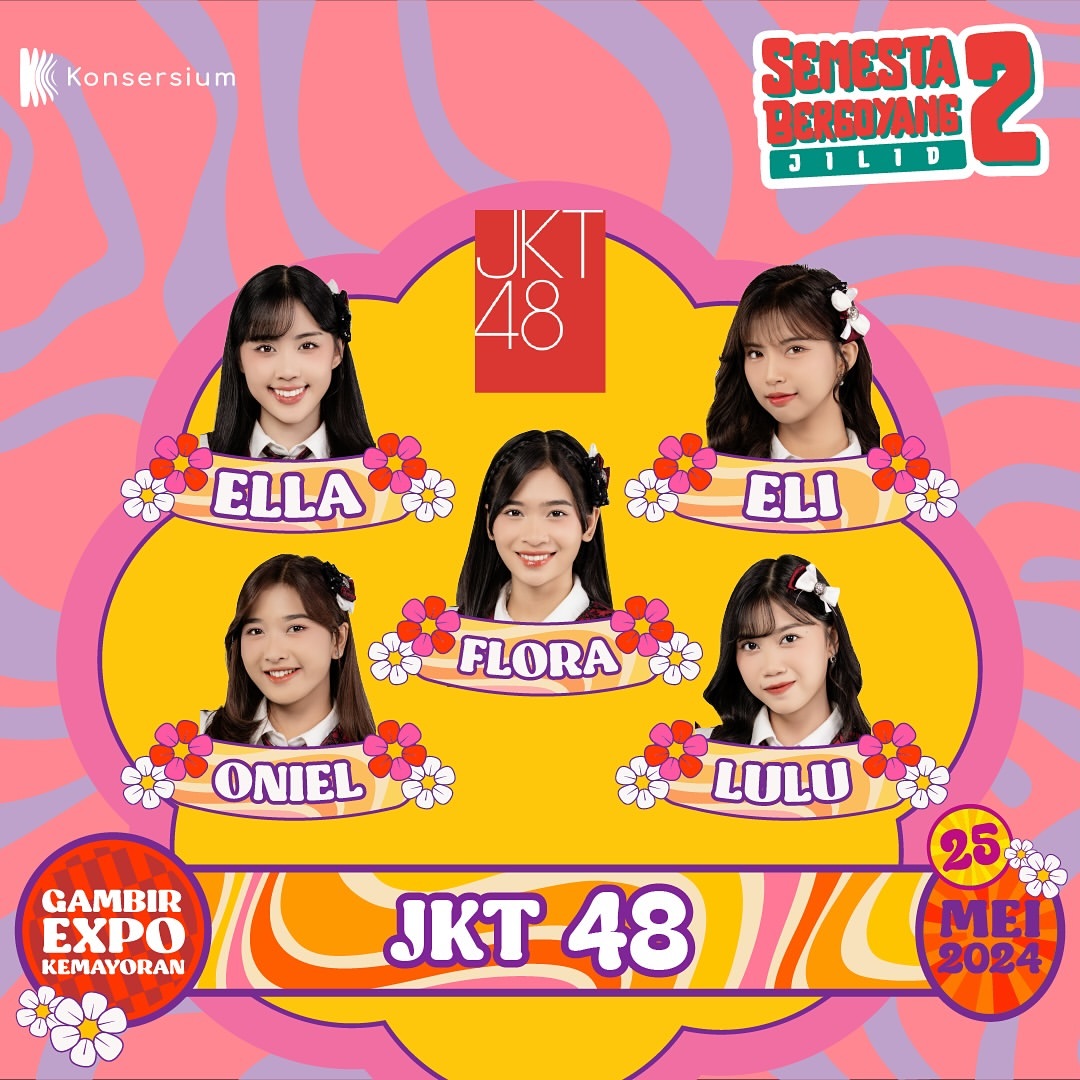 Konsersium
SEMESTA
BERGOYANG
JILID
2
JKT
48
ELLA
ELI
FLORA
ONIEL
LULU
GAMBIR
EXPO
KEMAYORAN
JKT 48
25
MEI
2024